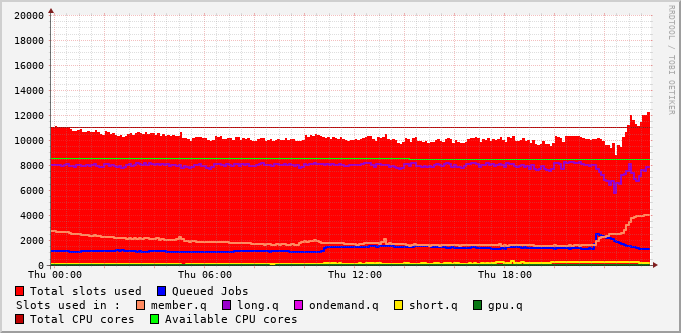 20000
18000
16000
14000
12000
10000
8000
6000
4000
2000
0
Thu 00:00 Thu 06:00 Thu 12:00 Thu 18:00
Total slots used Queued Jobs
Slots used in : member.q long.q ondemand.q short.q gpu.q
Total CPU cores Available CPU cores
RRDTOOL / TOBI OETIKER